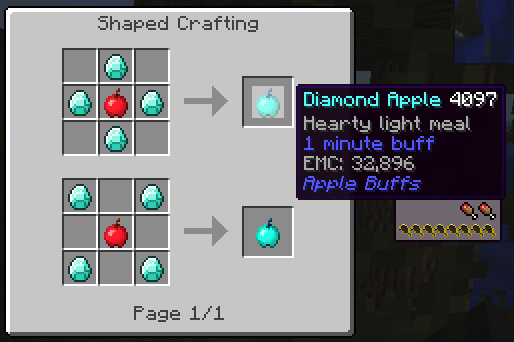 Shaped Crafting
Diamond Apple 4097
Hearty light meal
1 minute buff
EMC: 32,896
Apple Buffs
Page 1/1